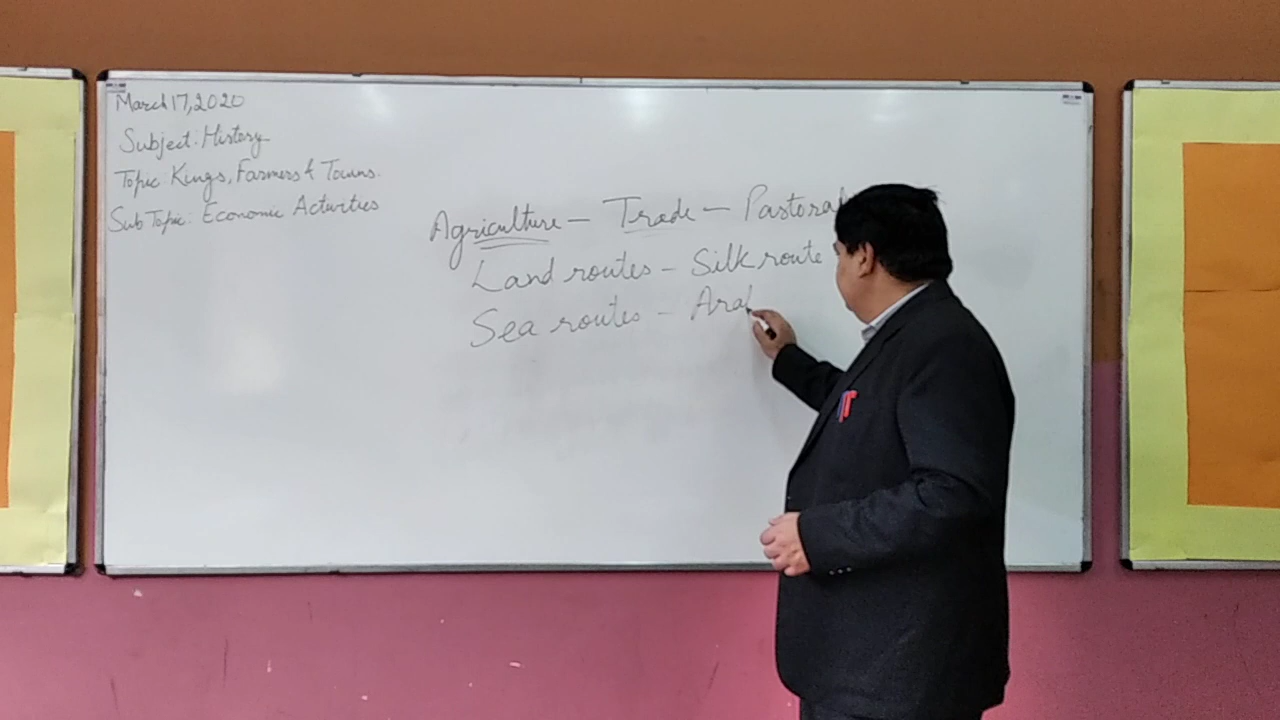 March 17, 2020
Subject: History
Topic: Kings, Farmers & Towns.
Sub Topic: Economic Activities
Agriculture - Trade - Pastoral
Land routes - Silk route
Sea routes - Arab